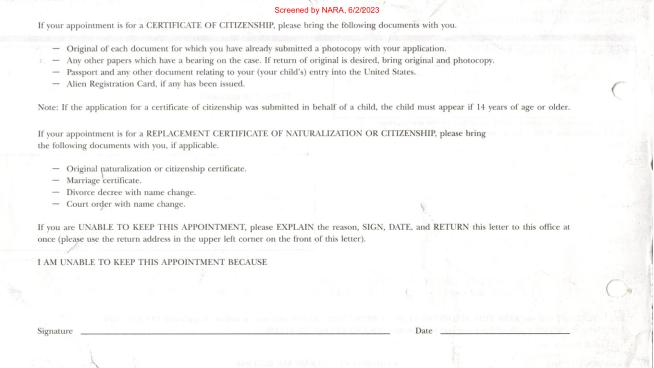 Screened by NARA, 6/2/2023
If your appointment is for a CERTIFICATE OF CITIZENSHIP, please bring the following documents with you.
— Original of each document for which you have already submitted a photocopy with your application.
— Any other papers which have a bearing on the case. If return of original is desired, bring original and photocopy.
— Passport and any other document relating to your (your child's) entry into the United States.
— Alien Registration Card, if any has been issued.
Note: If the application for a certificate of citizenship was submitted in behalf of a child, the child must appear if 14 years of age or older.
If your appointment is for a REPLACEMENT CERTIFICATE OF NATURALIZATION OR CITIZENSHIP, please bring
the following documents with you, if applicable.
— Original naturalization or citizenship certificate.
— Marriage certificate.
— Divorce decree with name change.
— Court order with name change.
If you are UNABLE TO KEEP THIS APPOINTMENT, please EXPLAIN the reason, SIGN, DATE, and RETURN this letter to this office at
once (please use the return address in the upper left corner on the front of this letter).
I AM UNABLE TO KEEP THIS APPOINTMENT BECAUSE
Signature Date